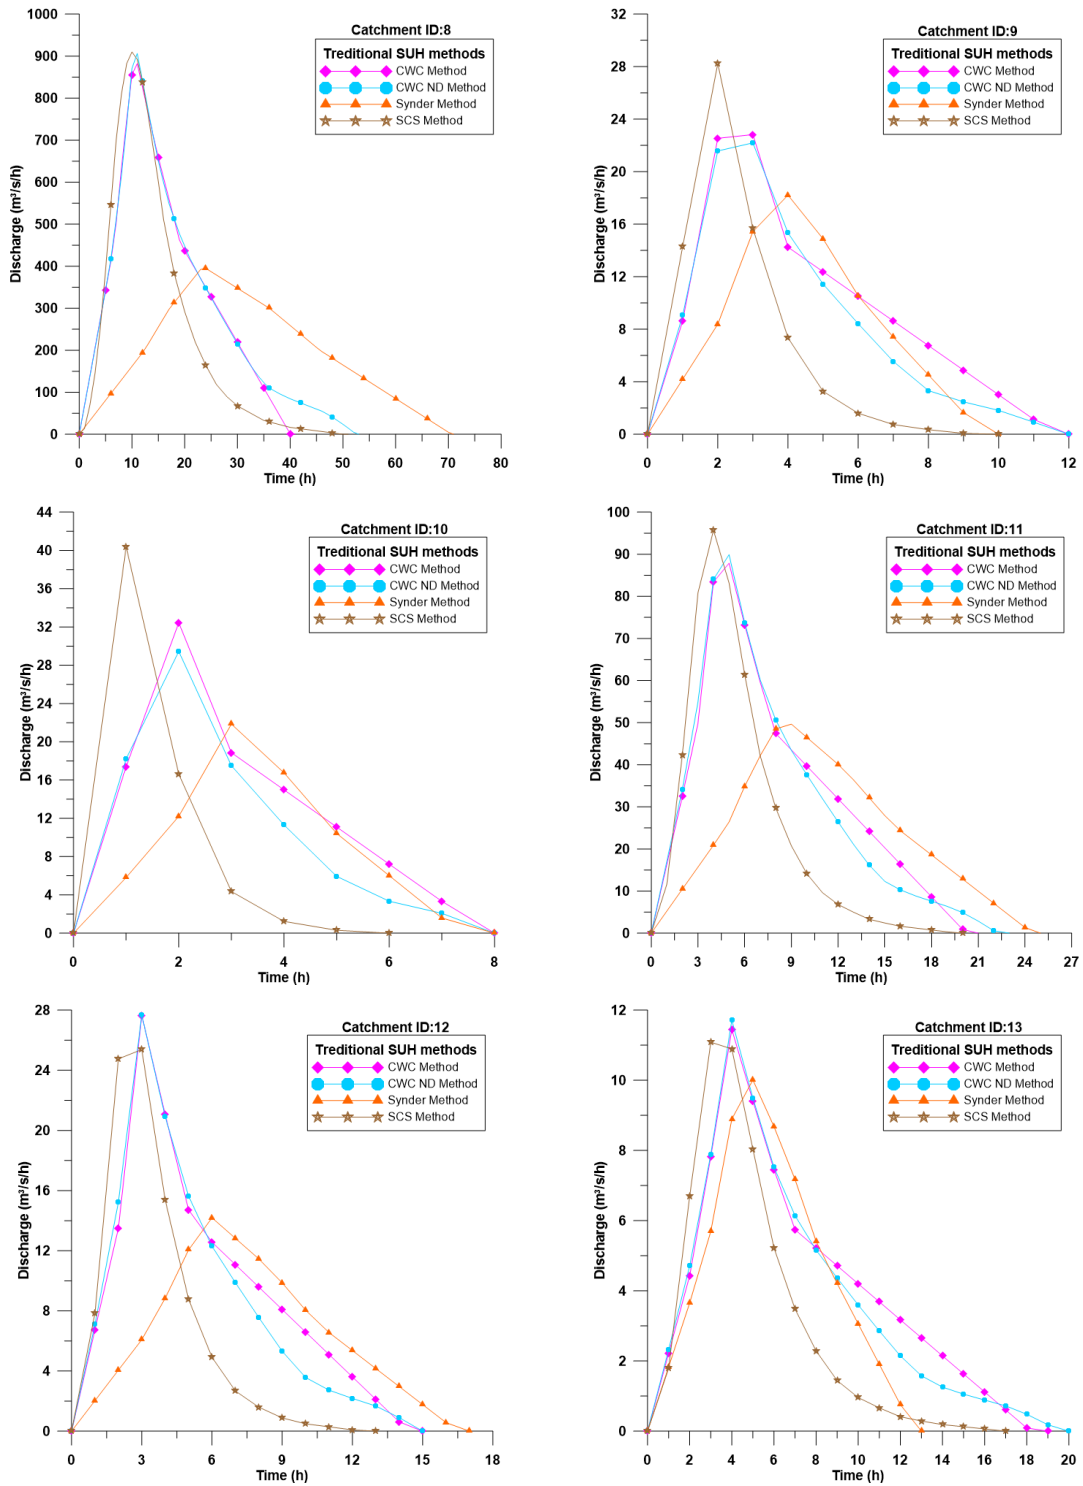 Catchment ID:8
Treditional SUH methods
CWC Method
CWC ND Method
Synder Method
SCS Method
Discharge (m³/s/h)
1000
900
800
700
600
500
400
300
200
100
0
0 10 20 30 40 50 60 70 80
Time (h)
Catchment ID:9
Treditional SUH methods
CWC Method
CWC ND Method
Synder Method
SCS Method
Discharge (m³/s/h)
32
28
24
20
16
12
8
4
0
0 2 4 6 8 10 12
Time (h)
Catchment ID:10
Treditional SUH methods
CWC Method
CWC ND Method
Synder Method
SCS Method
Discharge (m³/s/h)
44
40
36
32
28
24
20
16
12
8
4
0
0 2 4 6 8
Time (h)
Catchment ID:11
Treditional SUH methods
CWC Method
CWC ND Method
Synder Method
SCS Method
Discharge (m³/s/h)
100
90
80
70
60
50
40
30
20
10
0
0 3 6 9 12 15 18 21 24 27
Time (h)
Catchment ID:12
Treditional SUH methods
CWC Method
CWC ND Method
Synder Method
SCS Method
Discharge (m³/s/h)
28
24
20
16
12
8
4
0
0 3 6 9 12 15 18
Time (h)
Catchment ID:13
Treditional SUH methods
CWC Method
CWC ND Method
Synder Method
SCS Method
Discharge (m³/s/h)
12
10
8
6
4
2
0
0 2 4 6 8 10 12 14 16 18 20
Time (h)